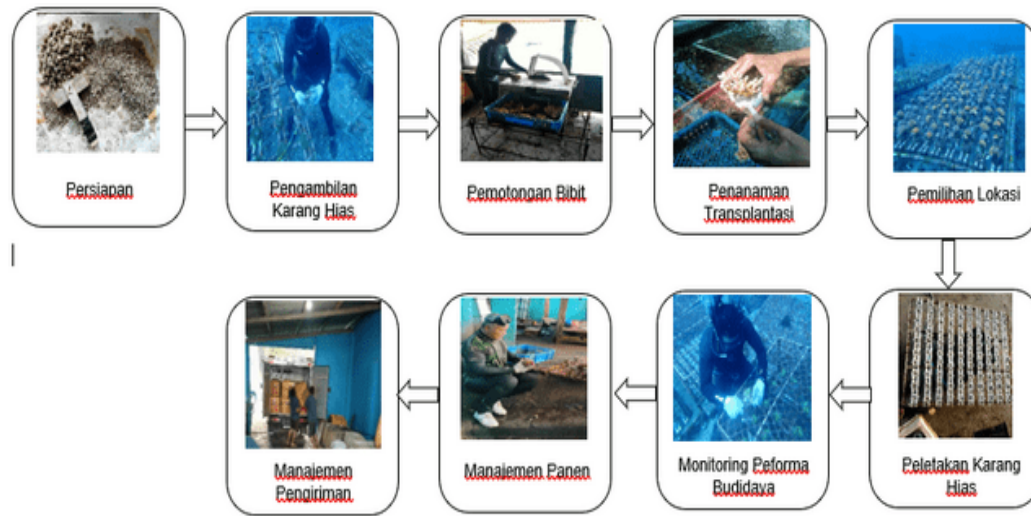 Persiapan
Pengambilan
Karang Hias
Pemotongan Bibit
Penanaman
Transplantasi
Pemilihan Lokasi
Peletakan Karang
Hias
Monitoring Peforma
Budidaya
Manajemen Panen
Manajemen
Pengiriman